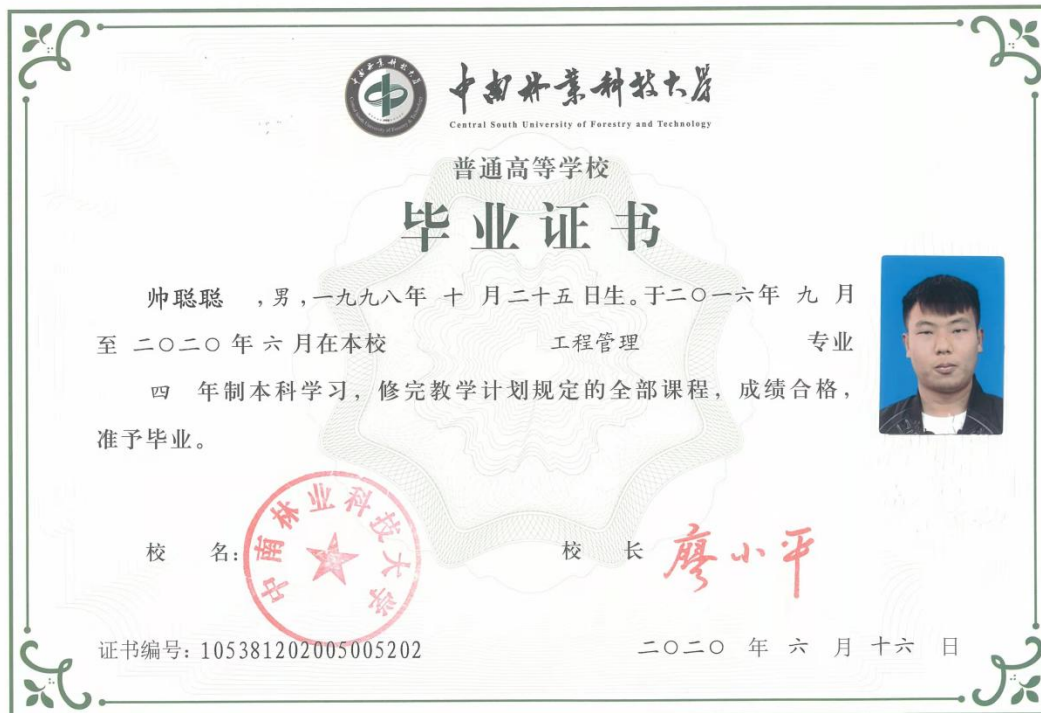 中南林业科技大学
Central South University of Forestry and Technology
普通高等学校
毕业证书
帅聪聪 ，男，一九九八年 十 月二十五日生。于二〇一六年 九 月
至 二〇二〇 年 六 月在本校 工程管理 专业
四 年制本科学习，修完教学计划规定的全部课程，成绩合格，
准予毕业。
校 名：
中南林业科技大学
校 长 廖小平
证书编号：105381202005005202
二〇二〇 年 六 月 十六 日